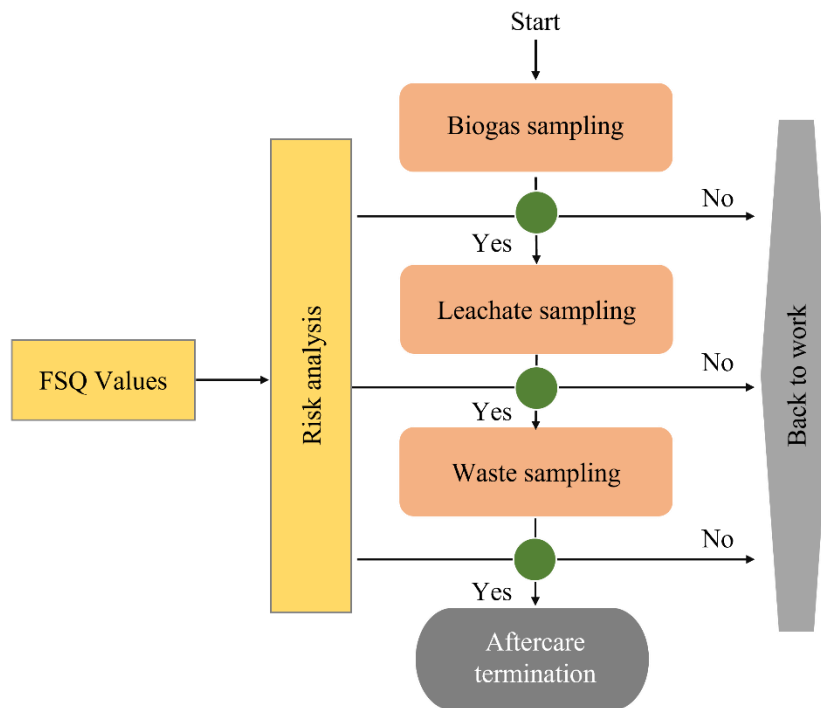 Start
Biogas sampling
No
Yes
Leachate sampling
Risk analysis
FSQ Values
No
Back to work
Yes
Waste sampling
No
Yes
Aftercare
termination